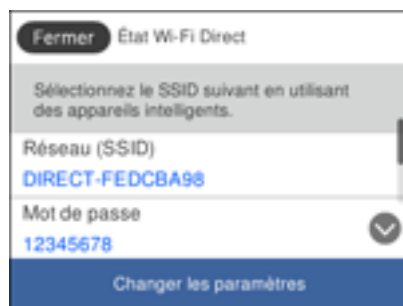 Fermer État Wi-Fi Direct
Sélectionnez le SSID suivant en utilisant
des appareils intelligents.
Réseau (SSID)
DIRECT-FEDCBA98
Mot de passe
12345678
Changer les paramètres